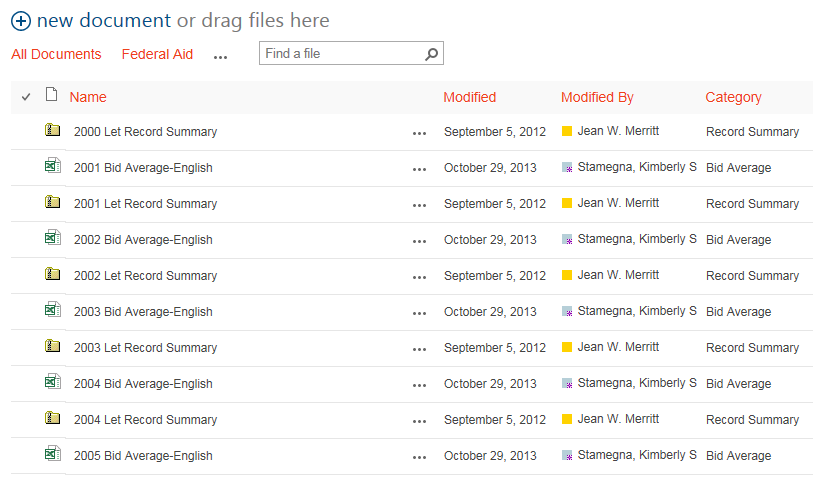 new document or drag files here
All Documents Federal Aid ...
Find a file
Name Modified Modified By Category
2000 Let Record Summary ... September 5, 2012 Jean W. Merritt Record Summary
2001 Bid Average-English ... October 29, 2013 Stamegna, Kimberly S Bid Average
2001 Let Record Summary ... September 5, 2012 Jean W. Merritt Record Summary
2002 Bid Average-English ... October 29, 2013 Stamegna, Kimberly S Bid Average
2002 Let Record Summary ... September 5, 2012 Jean W. Merritt Record Summary
2003 Bid Average-English ... October 29, 2013 Stamegna, Kimberly S Bid Average
2003 Let Record Summary ... September 5, 2012 Jean W. Merritt Record Summary
2004 Bid Average-English ... October 29, 2013 Stamegna, Kimberly S Bid Average
2004 Let Record Summary ... September 5, 2012 Jean W. Merritt Record Summary
2005 Bid Average-English ... October 29, 2013 Stamegna, Kimberly S Bid Average